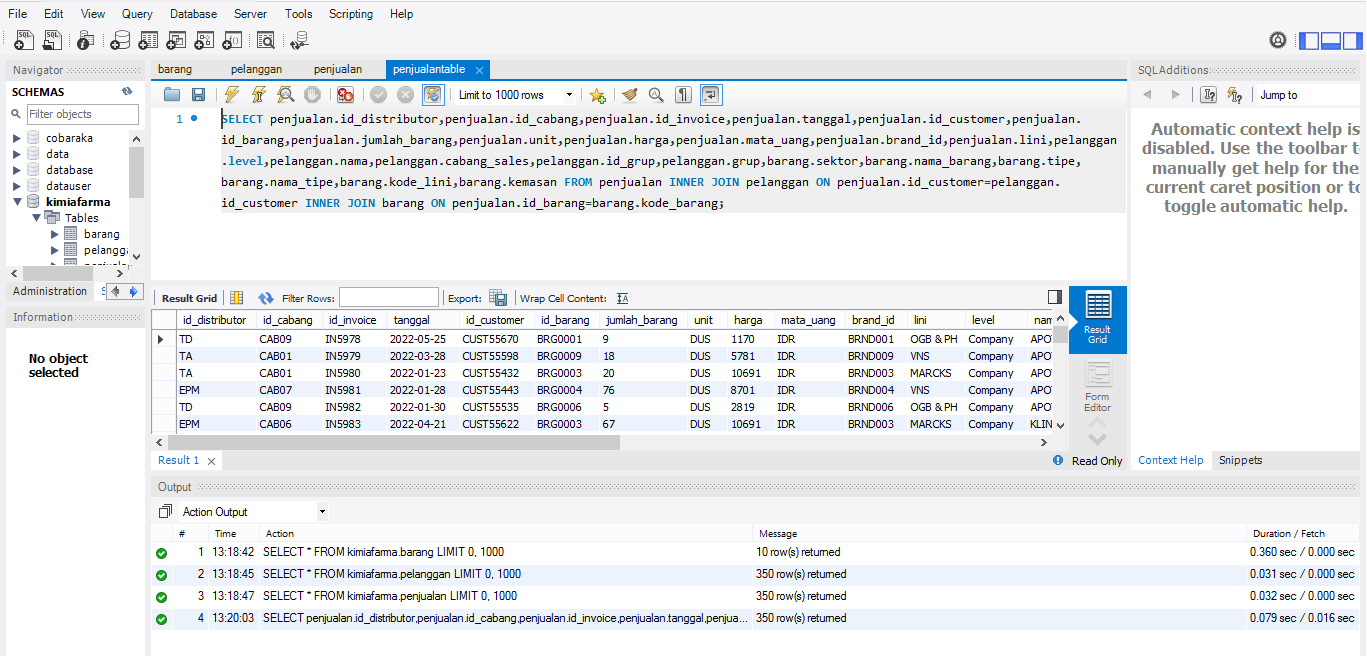 File Edit View Query Database Server Tools Scripting Help
Navigator
SCHEMAS
Filter objects
cobaraka
data
database
datauser
kimiafarma
Tables
barang
pelangga
Administration
Information
No object
selected
barang pelanggan penjualan penjualantable
Limit to 1000 rows
1
SELECT penjualan.id_distributor,penjualan.id_cabang,penjualan.id_invoice,penjualan.tanggal,penjualan.id_customer,penjualan.
id_barang,penjualan.jumlah_barang,penjualan.unit,penjualan.harga,penjualan.mata_uang,penjualan.brand_id,penjualan.lini,pelanggan
.level,pelanggan.nama,pelanggan.cabang_sales,pelanggan.id_grup,pelanggan.grup,barang.sektor,barang.nama_barang,barang.tipe,
barang.nama_tipe,barang.kode_lini,barang.kemasan FROM penjualan INNER JOIN pelanggan ON penjualan.id_customer=pelanggan.
id_customer INNER JOIN barang ON penjualan.id_barang=barang.kode_barang;
Result Grid Filter Rows: Export: Wrap Cell Content:
id_distributor id_cabang id_invoice tanggal id_customer id_barang jumlah_barang unit harga mata_uang brand_id lini level nam
TD CAB09 IN5978 2022-05-25 CUST55670 BRG0001 9 DUS 1170 IDR BRND001 OGB & PH Company APO
TA CAB01 IN5979 2022-03-28 CUST55598 BRG0009 18 DUS 5781 IDR BRND009 VNS Company APO
TA CAB01 IN5980 2022-01-23 CUST55432 BRG0003 20 DUS 10691 IDR BRND003 MARCKS Company APO
EPM CAB07 IN5981 2022-01-28 CUST55443 BRG0004 76 DUS 8701 IDR BRND004 VNS Company APO
TD CAB09 IN5982 2022-01-30 CUST55535 BRG0006 5 DUS 2819 IDR BRND006 OGB & PH Company APO
EPM CAB06 IN5983 2022-04-21 CUST55622 BRG0003 67 DUS 10691 IDR BRND003 MARCKS Company KLIN
Result
Grid
Form
Editor
Result 1
Read Only
Output
Action Output
# Time Action Message Duration / Fetch
1 13:18:42 SELECT * FROM kimiafarma.barang LIMIT 0, 1000 10 row(s) returned 0.360 sec / 0.000 sec
2 13:18:45 SELECT * FROM kimiafarma.pelanggan LIMIT 0, 1000 350 row(s) returned 0.031 sec / 0.000 sec
3 13:18:47 SELECT * FROM kimiafarma.penjualan LIMIT 0, 1000 350 row(s) returned 0.032 sec / 0.000 sec
4 13:20:03 SELECT penjualan.id_distributor,penjualan.id_cabang,penjualan.id_invoice,penjualan.tanggal,penjua... 350 row(s) returned 0.079 sec / 0.016 sec
SQLAdditions
Jump to
Automatic context help is
disabled. Use the toolbar t
manually get help for the
current caret position or to
toggle automatic help.
Context Help Snippets